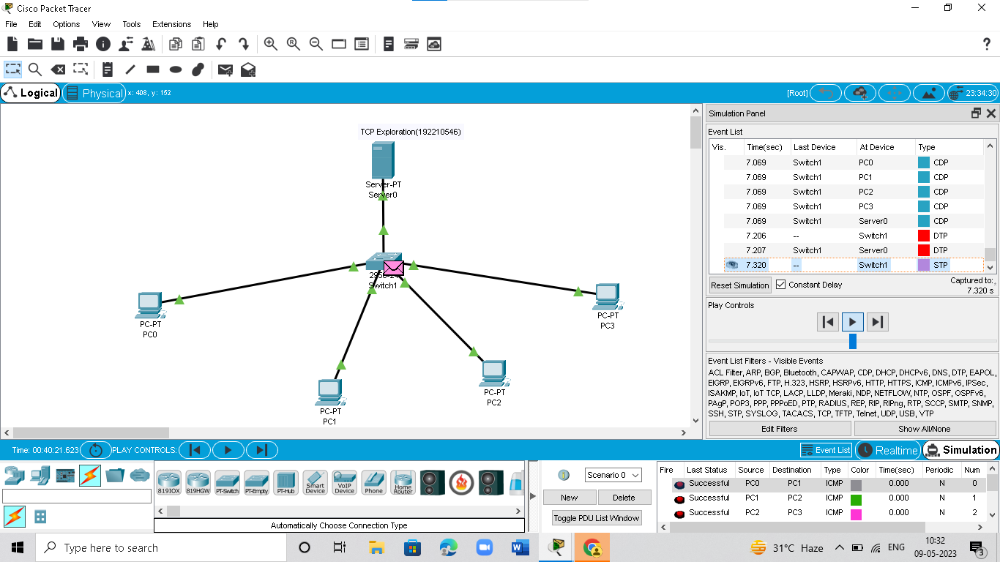 Cisco Packet Tracer
File Edit Options View Tools Extensions Help
Logical Physical x: 408, y: 152 [Root] 23:34:30
TCP Exploration(192210546)
Server-PT
Server0
Switch1
PC-PT
PC0
PC-PT
PC1
PC-PT
PC2
PC-PT
PC3
Simulation Panel
Event List
Vis. Time(sec) Last Device At Device Type
7.069 Switch1 PC0 CDP
7.069 Switch1 PC1 CDP
7.069 Switch1 PC2 CDP
7.069 Switch1 PC3 CDP
7.069 Switch1 Server0 CDP
7.206 -- Switch1 DTP
7.207 Switch1 Server0 DTP
7.320 -- Switch1 STP
Reset Simulation Constant Delay Captured to:
7.320 s
Play Controls
Event List Filters - Visible Events
ACL Filter, ARP, BGP, Bluetooth, CAPWAP, CDP, DHCP, DHCPv6, DNS, DTP, EAPOL,
EIGRP, EIGRPv6, FTP, H.323, HSRP, HSRPv6, HTTP, HTTPS, ICMP, ICMPv6, IPSec,
ISAKMP, IoT, IoT TCP, LACP, LLDP, Meraki, NDP, NETFLOW, NTP, OSPF, OSPFv6,
PAgP, POP3, PPP, PPPoED, PTP, RADIUS, REP, RIP, RIPng, RTP, SCCP, SMTP, SNMP,
SSH, STP, SYSLOG, TACACS, TCP, TFTP, Telnet, UDP, USB, VTP
Edit Filters Show All/None
Time: 00:40:21.623 PLAY CONTROLS: Event List Realtime Simulation
819IOX 819HGW PT-Switch PT-Empty PT-Hub Smart Device VoIP Device Phone Home Router
Automatically Choose Connection Type
Scenario 0
New Delete
Toggle PDU List Window
Fire Last Status Source Destination Type Color Time(sec) Periodic Num
Successful PC0 PC1 ICMP 0.000 N 0
Successful PC1 PC2 ICMP 0.000 N 1
Successful PC2 PC3 ICMP 0.000 N 2
Type here to search
31°C Haze ENG
10:32
09-05-2023
3